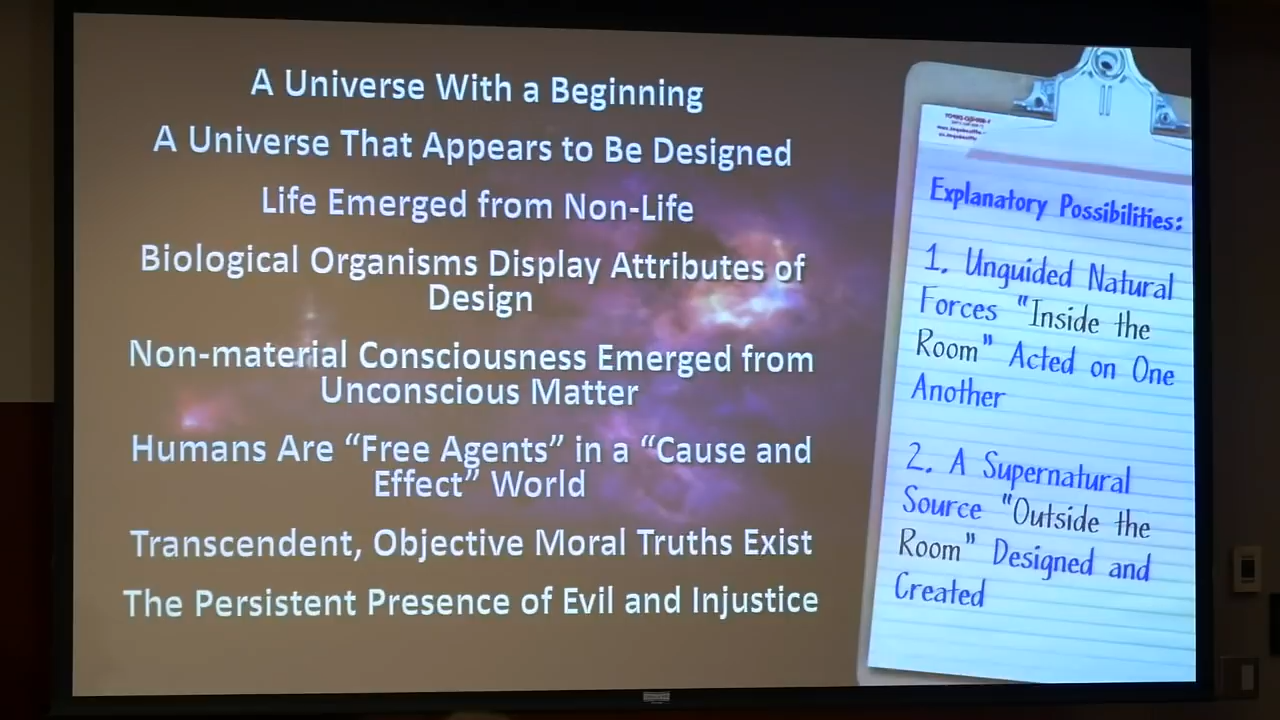 A Universe With a Beginning
A Universe That Appears to Be Designed
Life Emerged from Non-Life
Biological Organisms Display Attributes of
Design
Non-material Consciousness Emerged from
Unconscious Matter
Humans Are “Free Agents” in a “Cause and
Effect” World
Transcendent, Objective Moral Truths Exist
The Persistent Presence of Evil and Injustice
Explanatory Possibilities:
1. Unguided Natural
Forces "Inside the
Room" Acted on One
Another
2. A Supernatural
Source "Outside the
Room" Designed and
Created